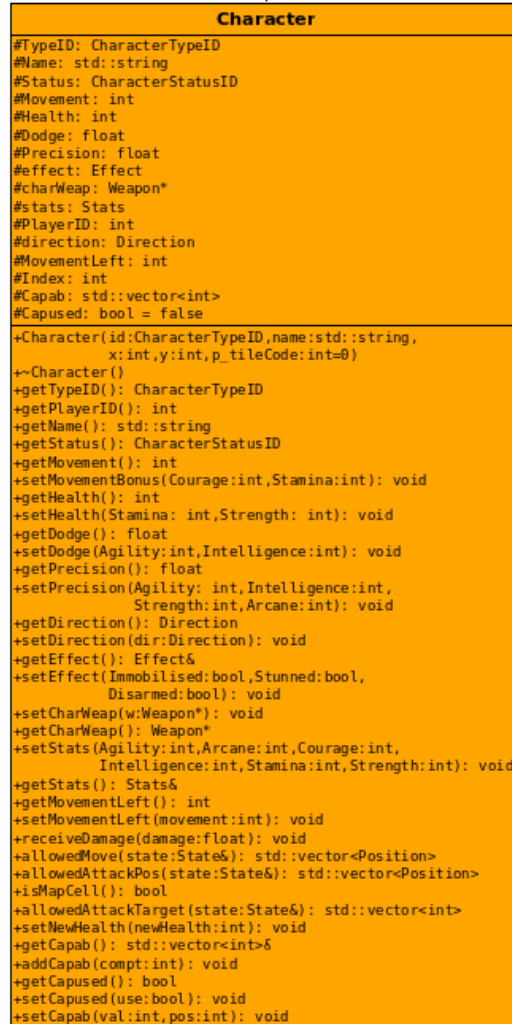 Character
#TypeID: CharacterTypeID
#Name: std::string
#Status: CharacterStatusID
#Movement: int
#Health: int
#Dodge: float
#Precision: float
#effect: Effect
#charWeap: Weapon*
#stats: Stats
#PlayerID: int
#direction: Direction
#MovementLeft: int
#Index: int
#Capab: std::vector<int>
#Capused: bool = false
+Character(id:CharacterTypeID,name:std::string,
x:int,y:int,p_tileCode:int=0)
+~Character()
+getTypeID(): CharacterTypeID
+getPlayerID(): int
+getName(): std::string
+getStatus(): CharacterStatusID
+getMovement(): int
+setMovementBonus(Courage:int,Stamina:int): void
+getHealth(): int
+setHealth(Stamina: int,Strength: int): void
+getDodge(): float
+setDodge(Agility:int,Intelligence:int): void
+getPrecision(): float
+setPrecision(Agility: int,Intelligence:int,
Strength:int,Arcane:int): void
+getDirection(): Direction
+setDirection(dir:Direction): void
+getEffect(): Effect&
+setEffect(Immobilised:bool,Stunned:bool,
Disarmed:bool): void
+setCharWeap(w:Weapon*): void
+getCharWeap(): Weapon*
+setStats(Agility:int,Arcane:int,Courage:int,
Intelligence:int,Stamina:int,Strength:int): void
+getStats(): Stats&
+getMovementLeft(): int
+setMovementLeft(movement:int): void
+receiveDamage(damage:float): void
+allowedMove(state:State&): std::vector<Position>
+allowedAttackPos(state:State&): std::vector<Position>
+isMapCell(): bool
+allowedAttackTarget(state:State&): std::vector<int>
+setNewHealth(newHealth:int): void
+getCapab(): std::vector<int>&
+addCapab(compt:int): void
+getCapused(): bool
+setCapused(use:bool): void
+setCapab(val:int,pos:int): void